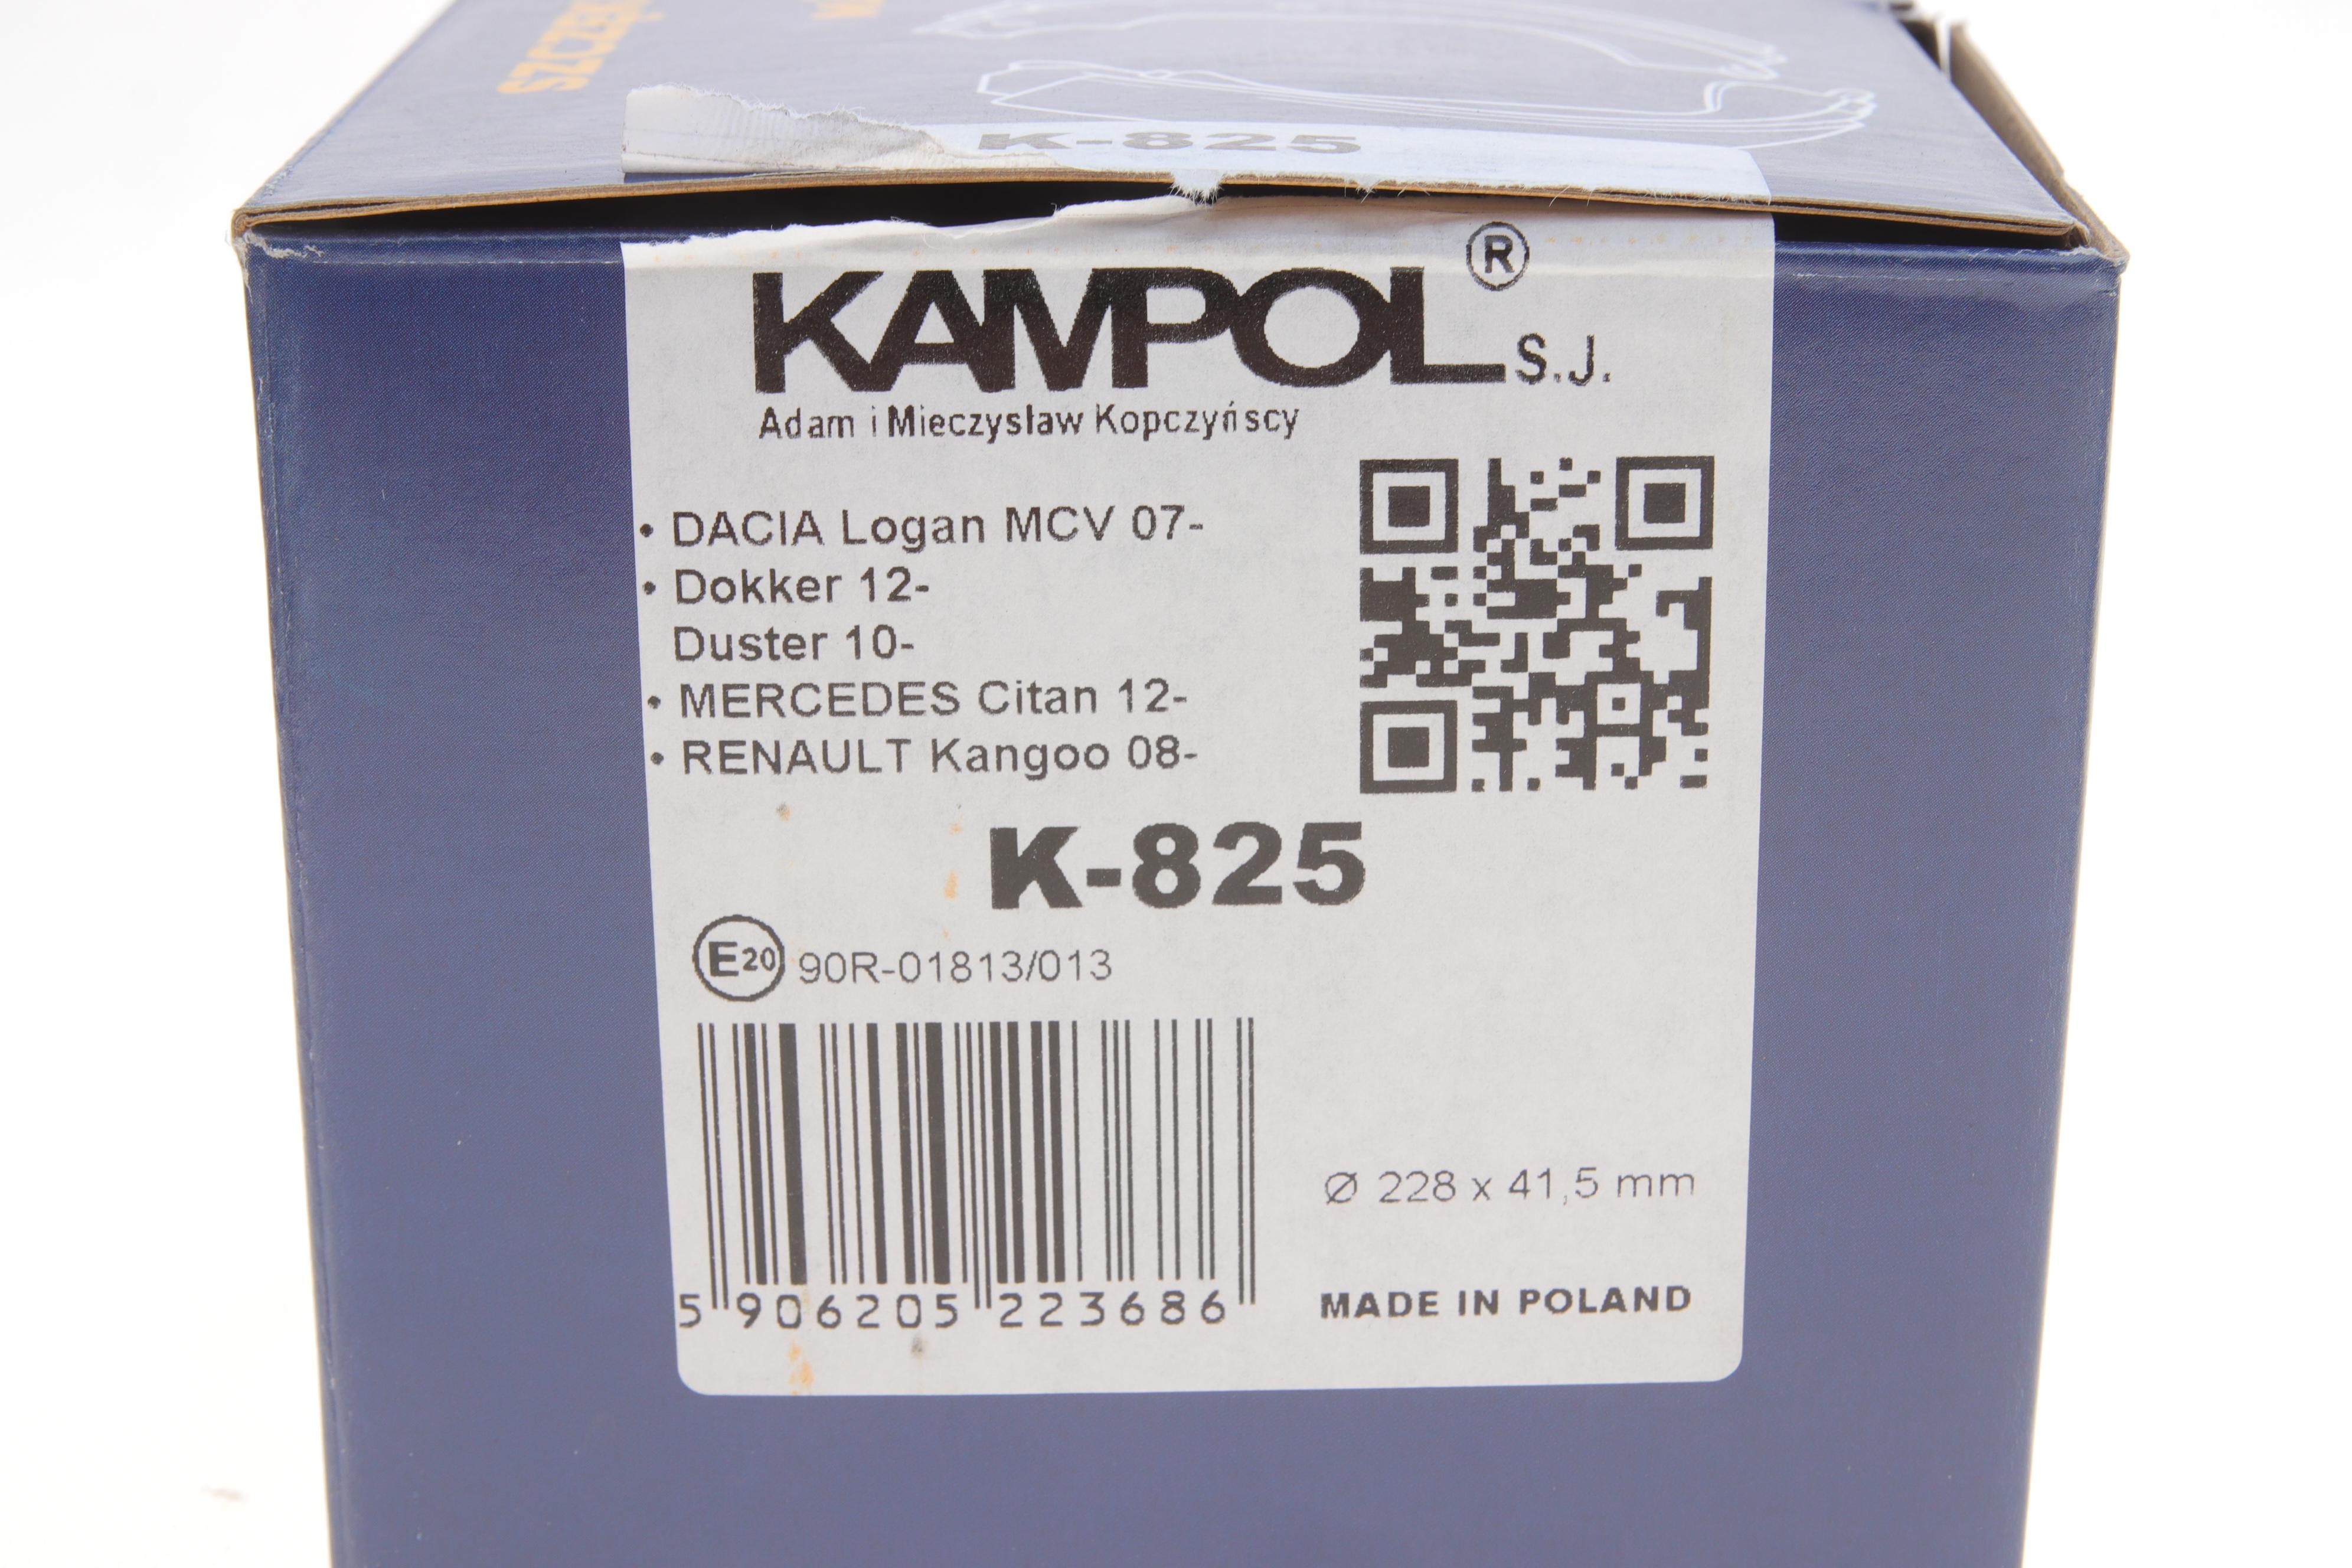 K-825
KAMPOL® S.J.
Adam i Mieczysław Kopczyńscy
• DACIA Logan MCV 07-
• Dokker 12-
Duster 10-
• MERCEDES Citan 12-
• RENAULT Kangoo 08-
K-825
E20 90R-01813/013
5 906205 223686
Ø 228 x 41,5 mm
MADE IN POLAND